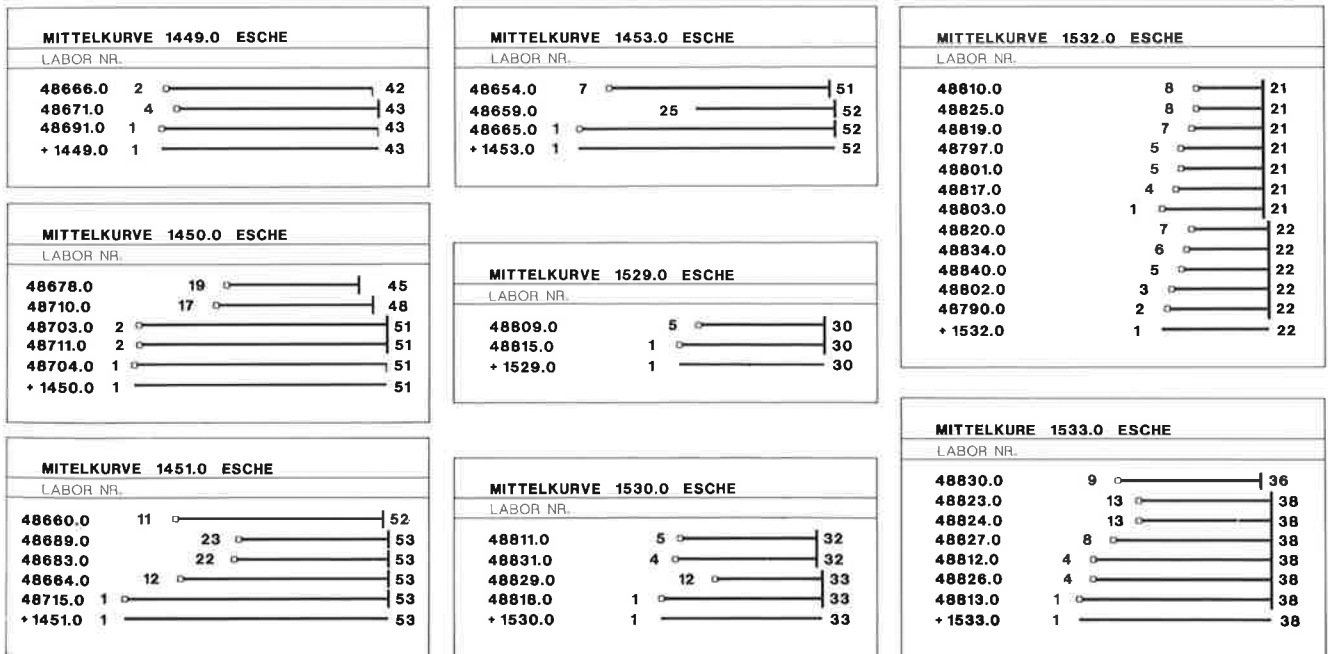 MITTELKURVE 1449.0 ESCHE
LABOR NR.
48666.0 2 42
48671.0 4 43
48691.0 1 43
+ 1449.0 1 43
MITTELKURVE 1450.0 ESCHE
LABOR NR.
48678.0 19 45
48710.0 17 48
48703.0 2 51
48711.0 2 51
48704.0 1 51
+ 1450.0 1 51
MITELKURVE 1451.0 ESCHE
LABOR NR.
48660.0 11 52
48689.0 23 53
48683.0 22 53
48664.0 12 53
48715.0 1 53
+ 1451.0 1 53
MITTELKURVE 1453.0 ESCHE
LABOR NR.
48654.0 7 51
48659.0 25 52
48665.0 1 52
+ 1453.0 1 52
MITTELKURVE 1529.0 ESCHE
LABOR NR.
48809.0 5 30
48815.0 1 30
+ 1529.0 1 30
MITTELKURVE 1530.0 ESCHE
LABOR NR.
48811.0 5 32
48831.0 4 32
48829.0 12 33
48818.0 1 33
+ 1530.0 1 33
MITTELKURVE 1532.0 ESCHE
LABOR NR.
48810.0 8 21
48825.0 8 21
48819.0 7 21
48797.0 5 21
48801.0 5 21
48817.0 4 21
48803.0 1 21
48820.0 7 22
48834.0 6 22
48840.0 5 22
48802.0 3 22
48790.0 2 22
+ 1532.0 1 22
MITTELKURE 1533.0 ESCHE
LABOR NR.
48830.0 9 36
48823.0 13 38
48824.0 13 38
48827.0 8 38
48812.0 4 38
48826.0 4 38
48813.0 1 38
+ 1533.0 1 38